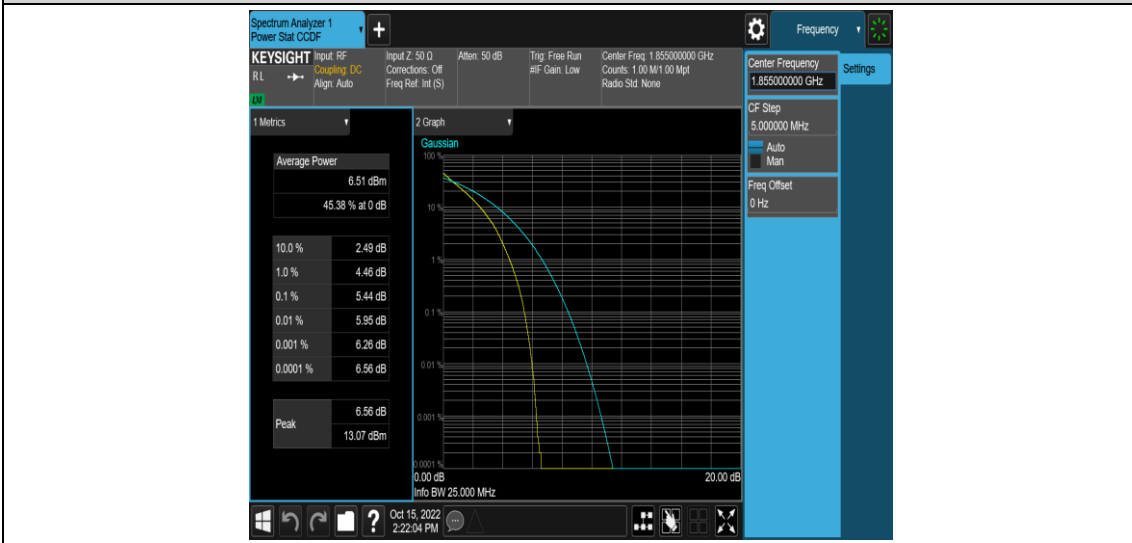 Spectrum Analyzer 1
Power Stat CCDF
+
Frequency
KEYSIGHT
RL
LXI
Input: RF
Coupling: DC
Align: Auto
Input Z: 50 Ω
Corrections: Off
Freq Ref: Int (S)
Atten: 50 dB
Trig: Free Run
#IF Gain: Low
Center Freq: 1.855000000 GHz
Counts: 1.00 M/1.00 Mpt
Radio Std: None
Center Frequency
1.855000000 GHz
Settings
CF Step
5.000000 MHz
Auto
Man
Freq Offset
0 Hz
1 Metrics
Average Power
6.51 dBm
45.38 % at 0 dB
10.0 % 2.49 dB
1.0 % 4.46 dB
0.1 % 5.44 dB
0.01 % 5.95 dB
0.001 % 6.26 dB
0.0001 % 6.56 dB
Peak
6.56 dB
13.07 dBm
2 Graph
Gaussian
100 %
10 %
1 %
0.1 %
0.01 %
0.001 %
0.0001 %
0.00 dB 20.00 dB
Info BW 25.000 MHz
?
Oct 15, 2022
2:22:04 PM